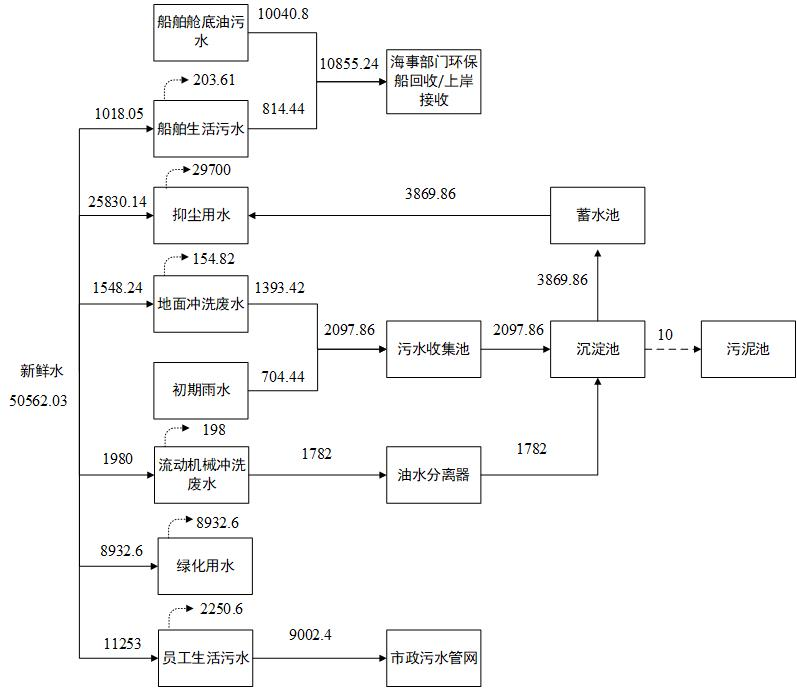 船舶舱底油污
水
10040.8
10855.24
海事部门环保
船回收/上岸
接收
203.61
1018.05
船舶生活污水
814.44
29700
25830.14
抑尘用水
3869.86
蓄水池
154.82
1548.24
地面冲洗废水
1393.42
3869.86
2097.86
污水收集池
2097.86
沉淀池
10
污泥池
新鲜水
50562.03
初期雨水
704.44
198
1980
流动机械冲洗
废水
1782
油水分离器
1782
8932.6
8932.6
绿化用水
2250.6
11253
员工生活污水
9002.4
市政污水管网